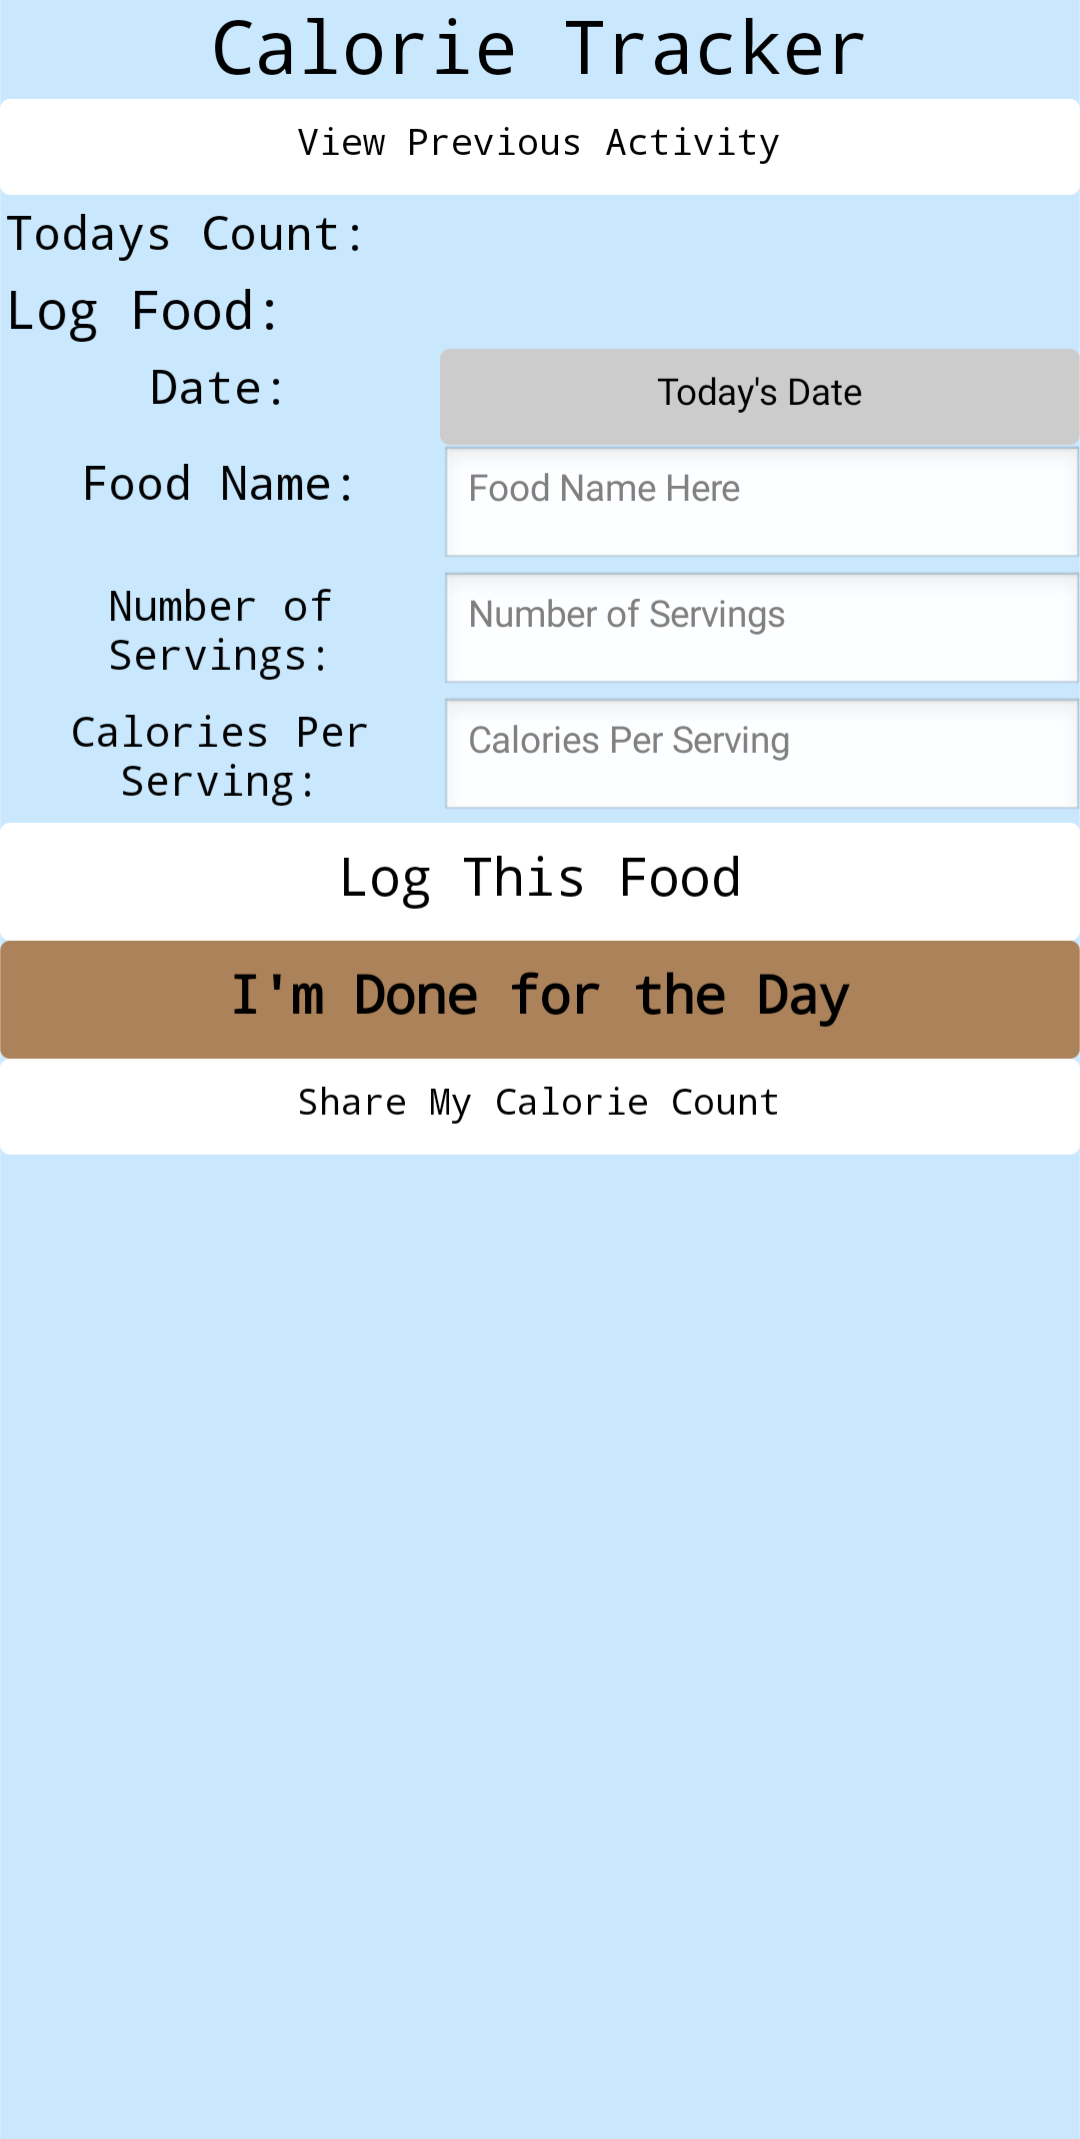 Calorie Tracker
View Previous Activity
Todays Count:
Log Food:
Date:
Today's Date
Food Name:
Food Name Here
Number of
Servings:
Number of Servings
Calories Per
Serving:
Calories Per Serving
Log This Food
I'm Done for the Day
Share My Calorie Count